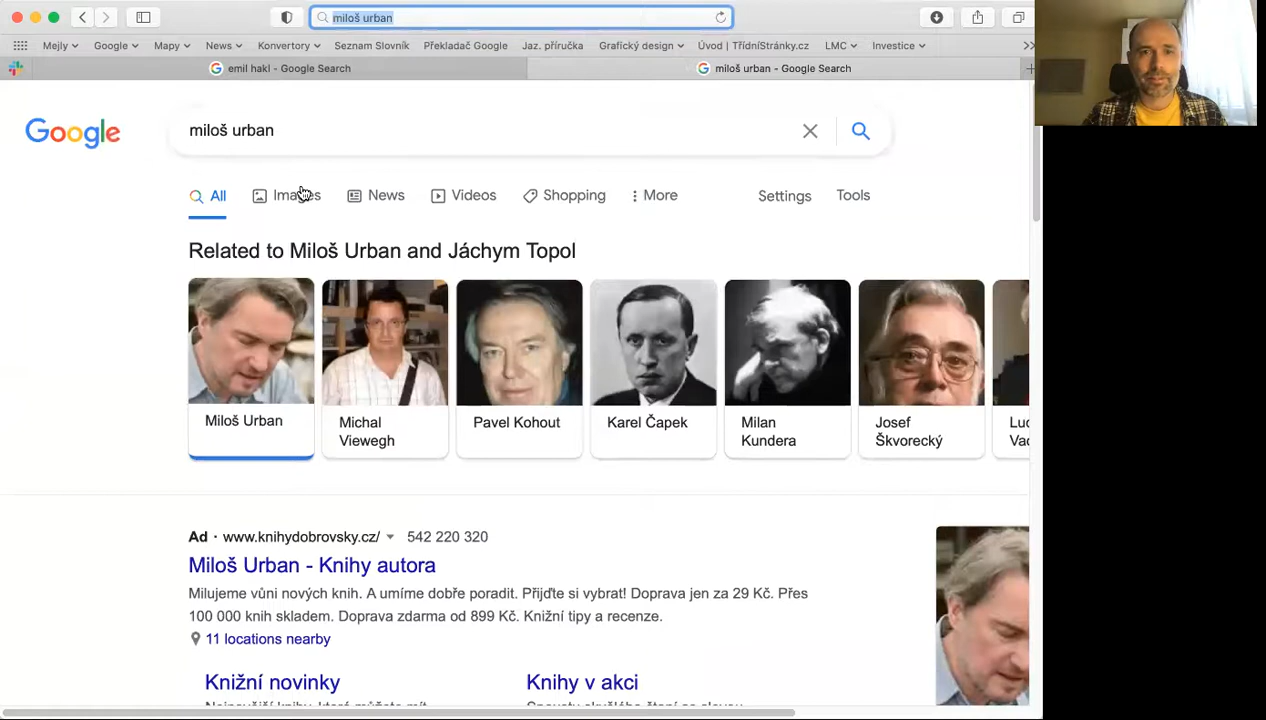 miloš urban
Mejly Google Mapy News Konvertory Seznam Slovník Překladač Google Jaz. příručka Grafický design Úvod | TřídníStránky.cz LMC Investice
emil hakl - Google Search
miloš urban - Google Search
Google
miloš urban
All Images News Videos Shopping More Settings Tools
Related to Miloš Urban and Jáchym Topol
Miloš Urban
Michal
Viewegh
Pavel Kohout
Karel Čapek
Milan
Kundera
Josef
Škvorecký
Ad · www.knihydobrovsky.cz/ 542 220 320
Miloš Urban - Knihy autora
Milujeme vůni nových knih. A umíme dobře poradit. Přijďte si vybrat! Doprava jen za 29 Kč. Přes
100 000 knih skladem. Doprava zdarma od 899 Kč. Knižní tipy a recenze.
11 locations nearby
Knižní novinky
Knihy v akci